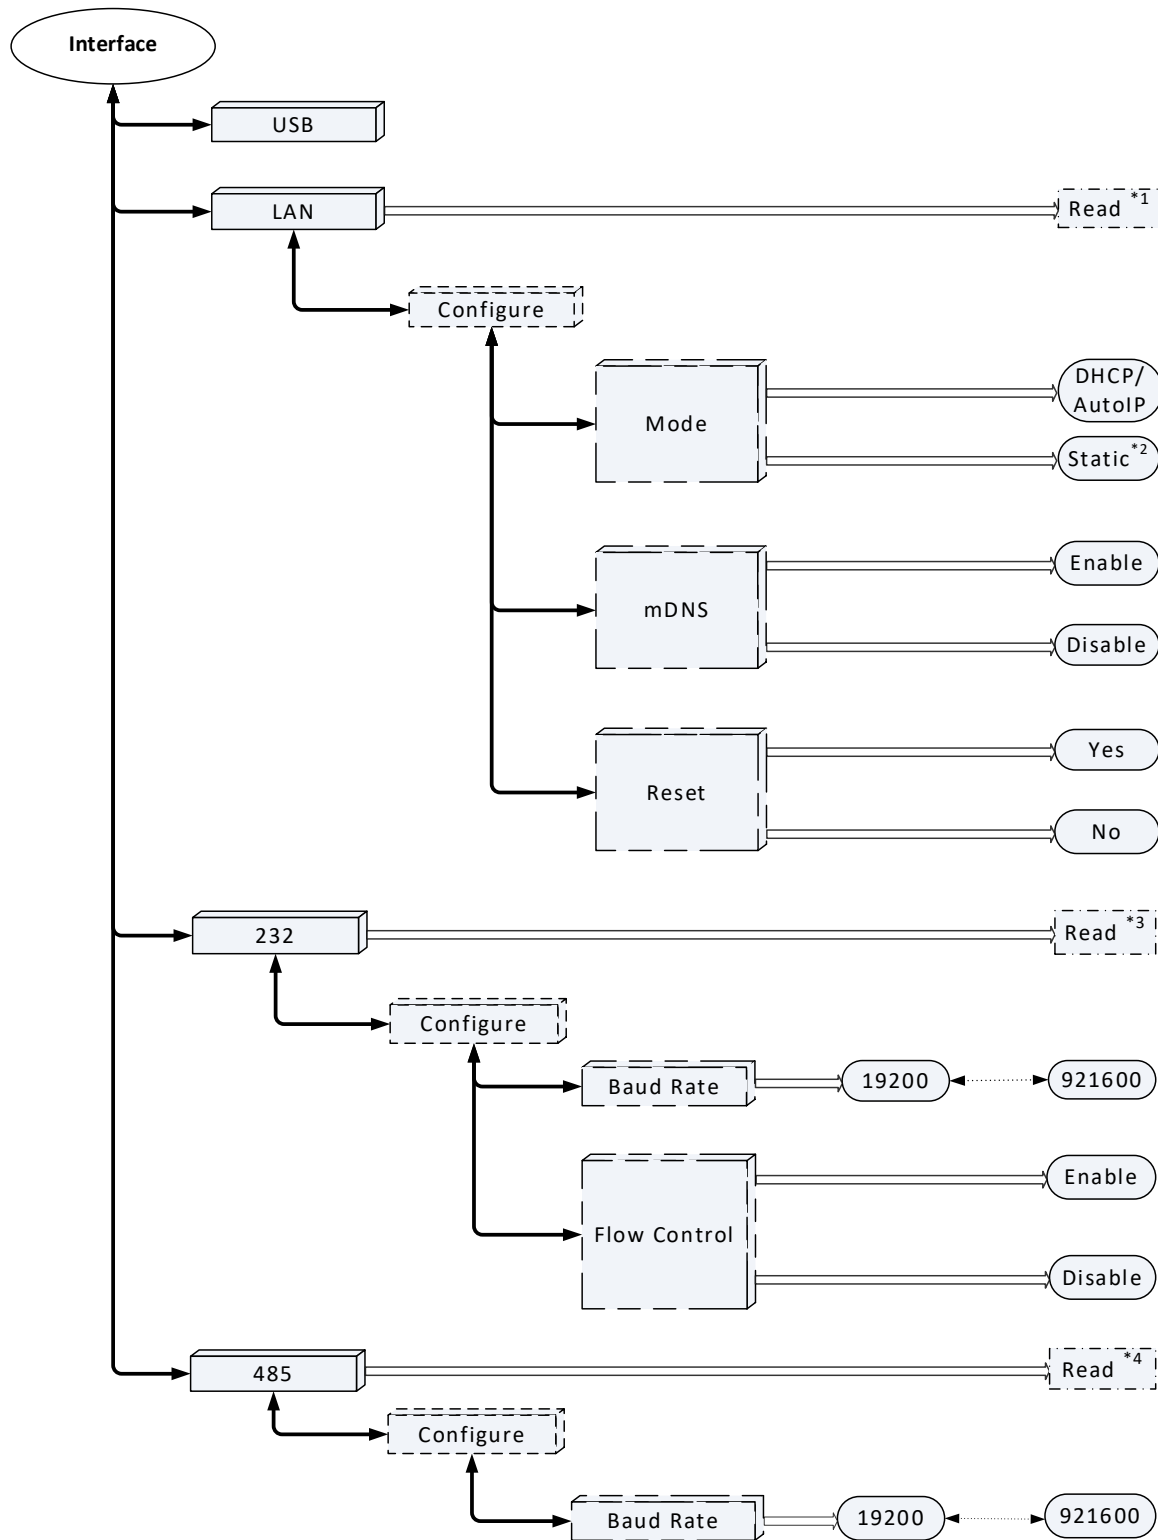 Interface
USB
LAN
Read *1
Configure
Mode
DHCP/
AutoIP
Static*2
mDNS
Enable
Disable
Reset
Yes
No
232
Read *3
Configure
Baud Rate
19200
921600
Flow Control
Enable
Disable
485
Read *4
Configure
Baud Rate
19200
921600